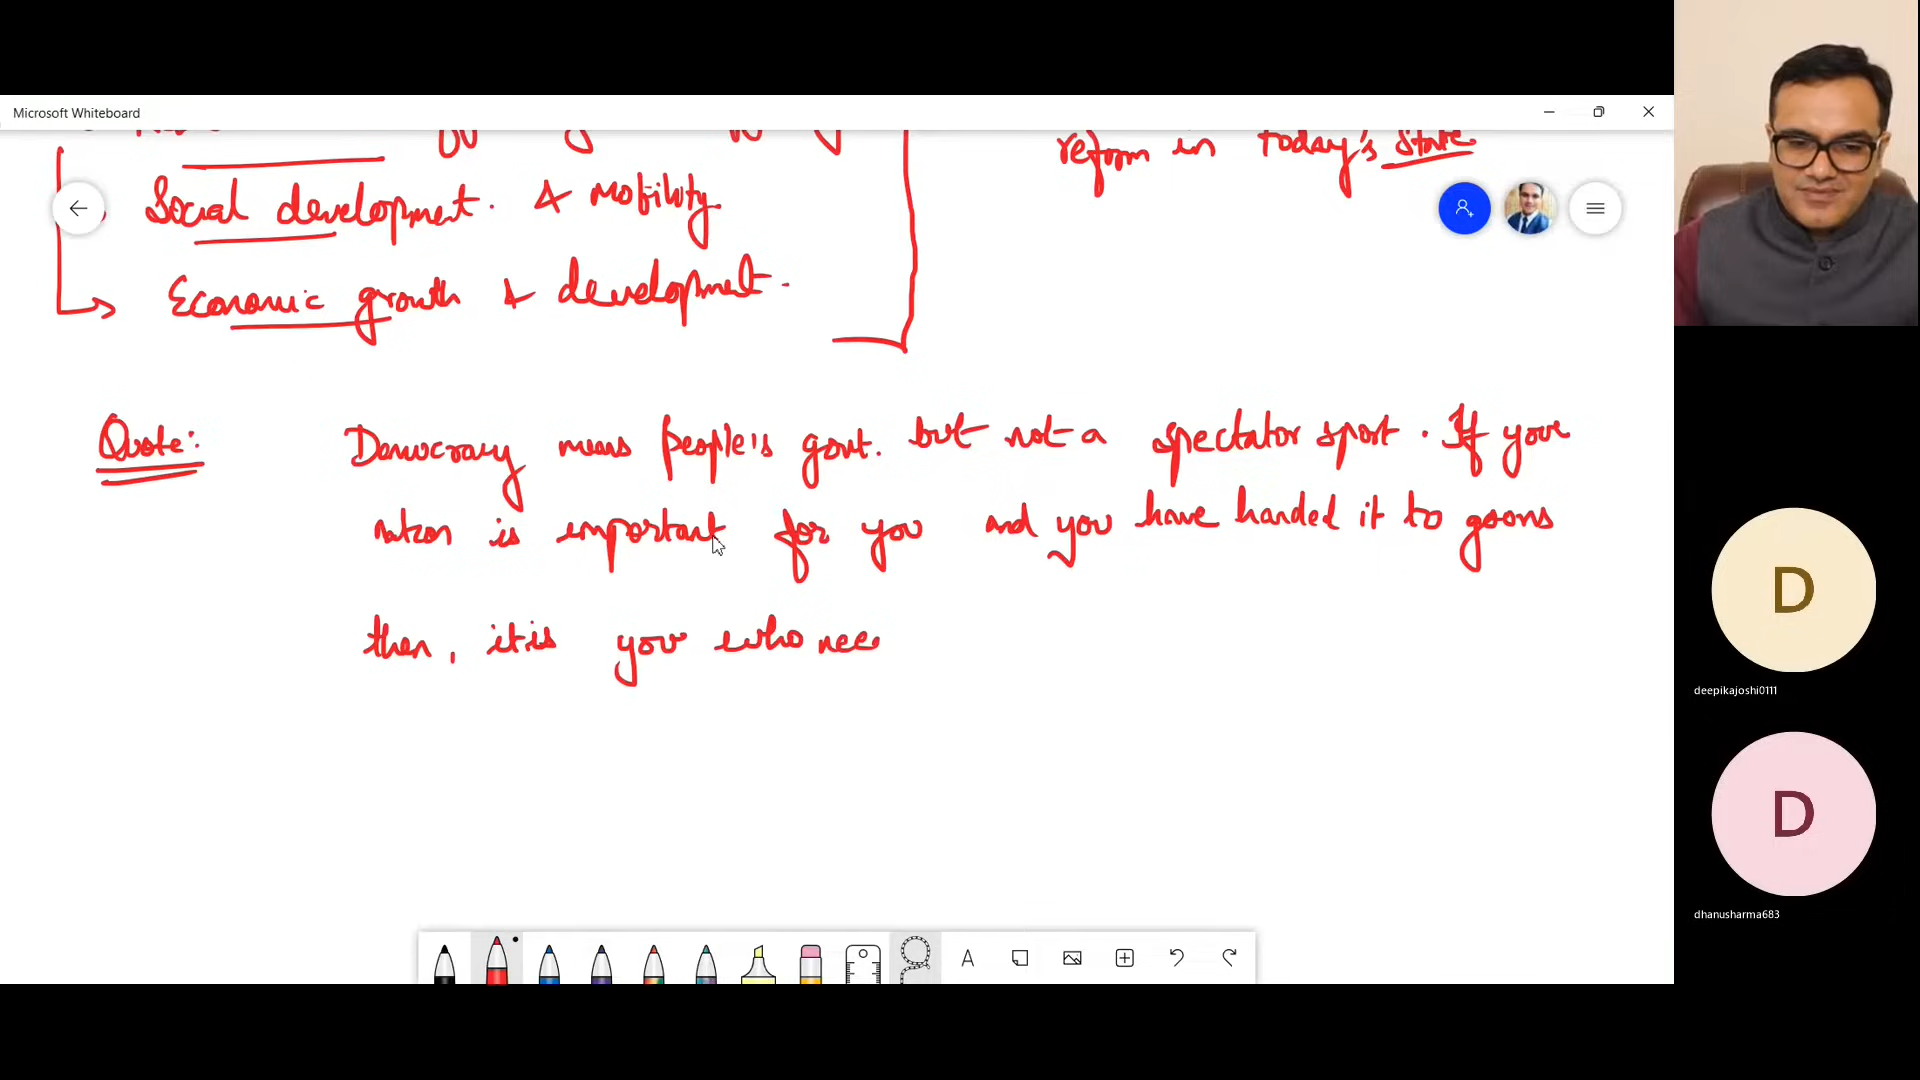 Microsoft Whiteboard
reform in today's State
Social development. & mobility.
Economic growth & development.
Quote: Democracy means people's govt. but not a spectator sport. If your
nation is important for you and you have handed it to goons
then, it is you who nee
D
deepikajoshi0111
D
dhanusharma683
A